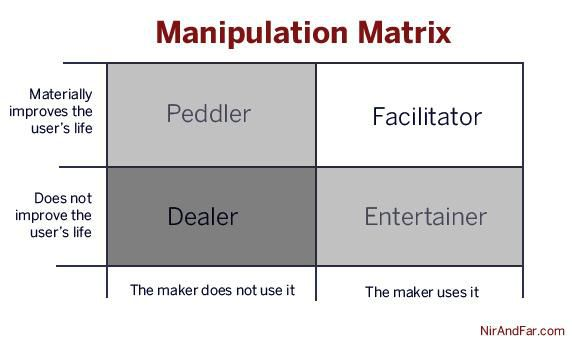 Manipulation Matrix
Materially
improves the
user's life
Peddler
Facilitator
Does not
improve the
user's life
Dealer
Entertainer
The maker does not use it
The maker uses it
NirAndFar.com